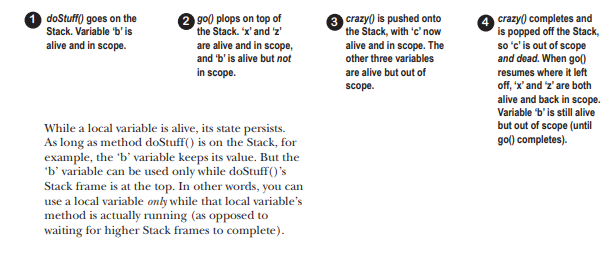 1 doStuff() goes on the
Stack. Variable ‘b’ is
alive and in scope.
2 go() plops on top of
the Stack. ‘x’ and ‘z’
are alive and in scope,
and ‘b’ is alive but not
in scope.
3 crazy() is pushed onto
the Stack, with ‘c’ now
alive and in scope. The
other three variables
are alive but out of
scope.
4 crazy() completes and
is popped off the Stack,
so ‘c’ is out of scope
and dead. When go()
resumes where it left
off, ‘x’ and ‘z’ are both
alive and back in scope.
Variable ‘b’ is still alive
but out of scope (until
go() completes).
While a local variable is alive, its state persists.
As long as method doStuff() is on the Stack, for
example, the ‘b’ variable keeps its value. But the
‘b’ variable can be used only while doStuff()’s
Stack frame is at the top. In other words, you can
use a local variable only while that local variable’s
method is actually running (as opposed to
waiting for higher Stack frames to complete).